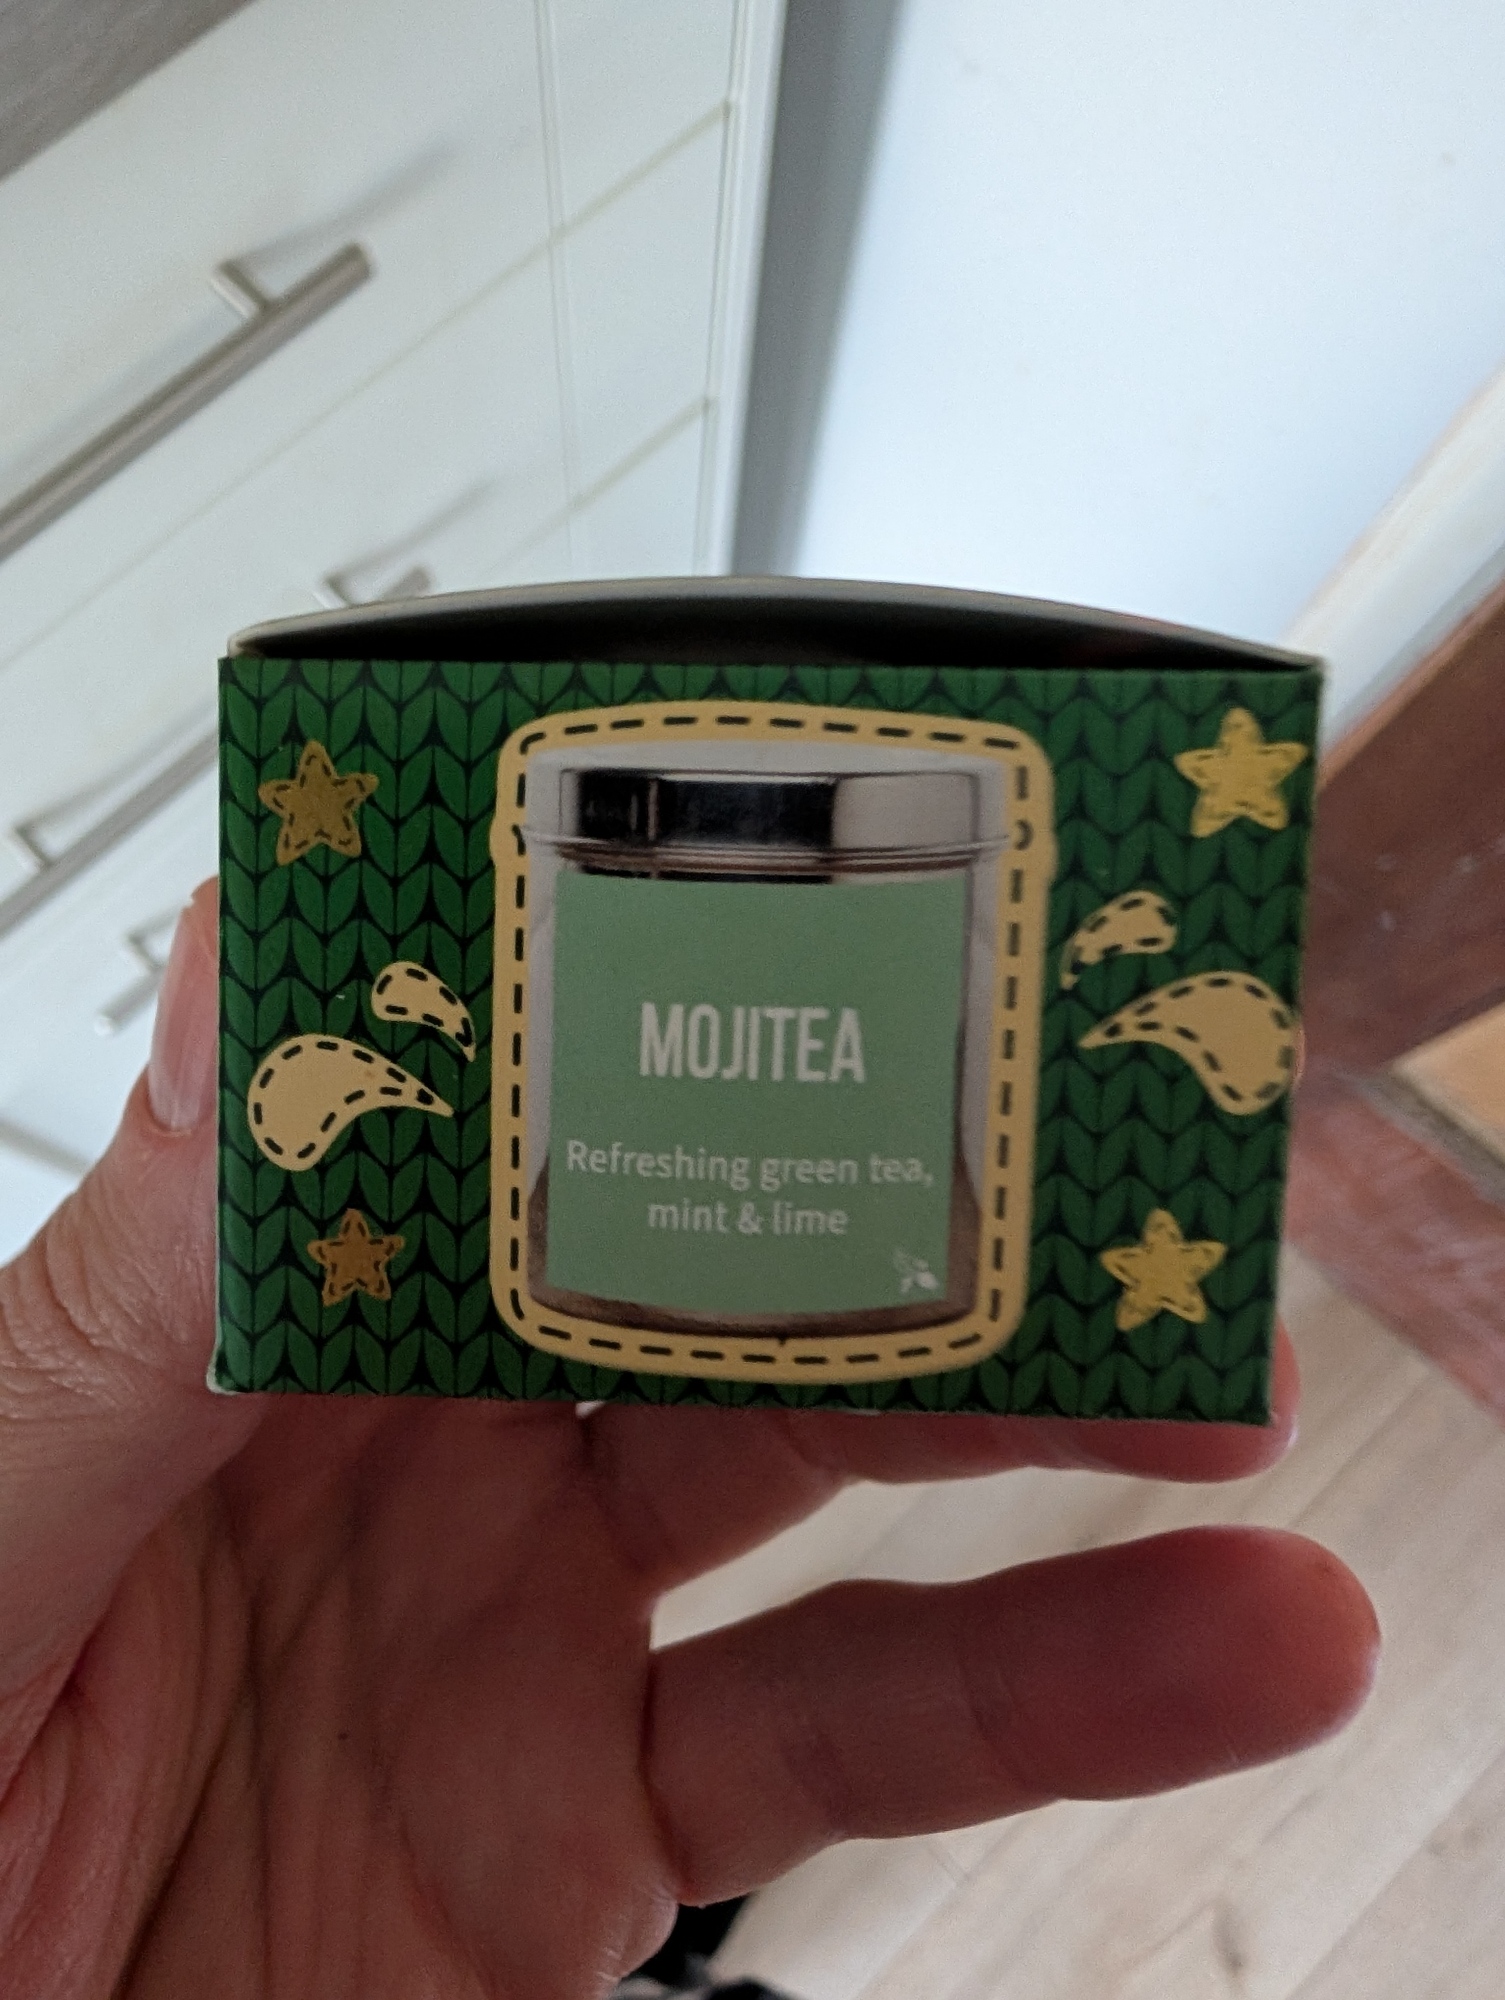 MOJITEA
Refreshing green tea,
mint & lime